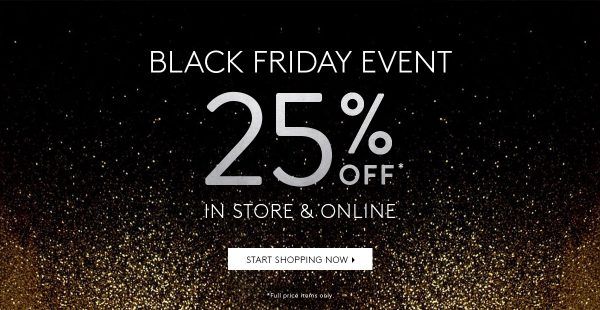 BLACK FRIDAY EVENT
25%
OFF*
IN STORE & ONLINE
START SHOPPING NOW
*Full price items only.